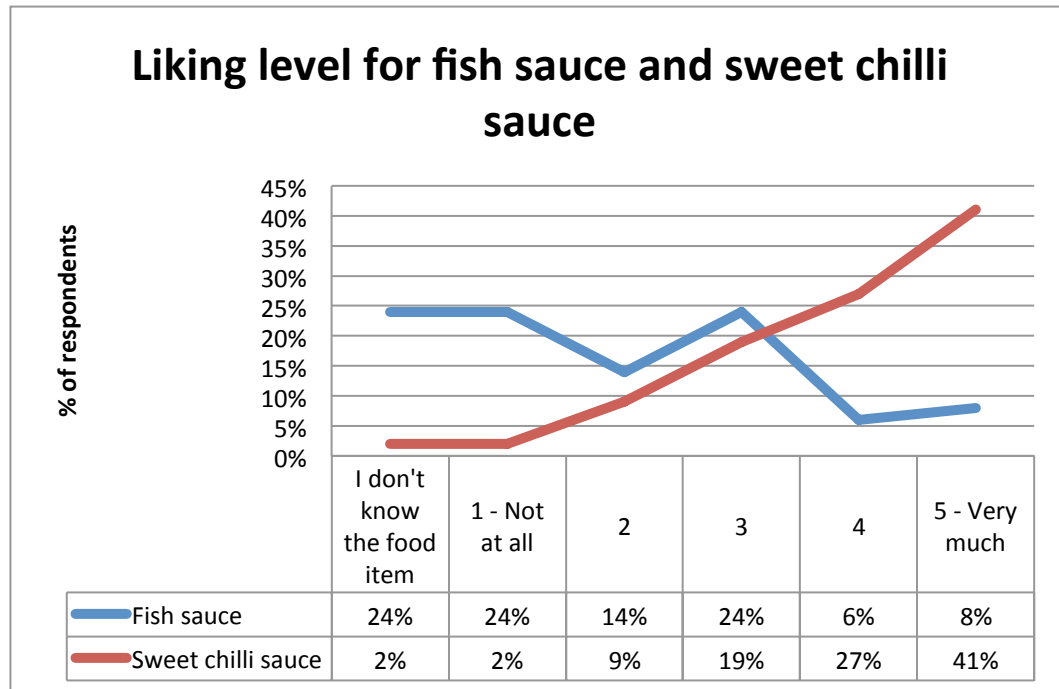 Liking level for fish sauce and sweet chilli
sauce
% of respondents
45%
40%
35%
30%
25%
20%
15%
10%
5%
0%
I don't
know
the food
item
1 - Not
at all
2
3
4
5 - Very
much
Fish sauce 24% 24% 14% 24% 6% 8%
Sweet chilli sauce 2% 2% 9% 19% 27% 41%